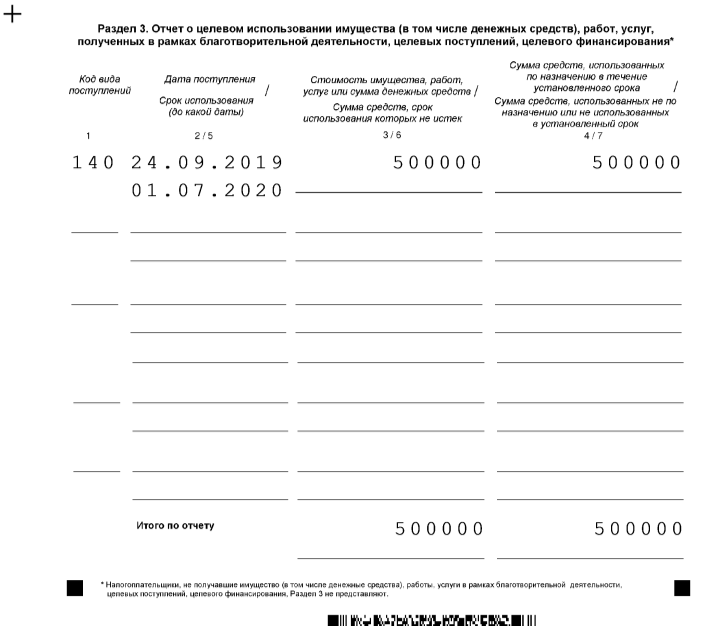 Раздел 3. Отчет о целевом использовании имущества (в том числе денежных средств), работ, услуг,
полученных в рамках благотворительной деятельности, целевых поступлений, целевого финансирования*
Код вида
поступлений
1
Дата поступления /
Срок использования
(до какой даты)
2 / 5
Стоимость имущества, работ,
услуг или сумма денежных средств /
Сумма средств, срок
использования которых не истек
3 / 6
Сумма средств, использованных
по назначению в течение
установленного срока /
Сумма средств, использованных не по
назначению или не использованных
в установленный срок
4 / 7
140 24.09.2019 500000 500000
01.07.2020
Итого по отчету 500000 500000
* Налогоплательщики, не получавшие имущество (в том числе денежные средства), работы, услуги в рамках благотворительной деятельности,
целевых поступлений, целевого финансирования, Раздел 3 не представляют.